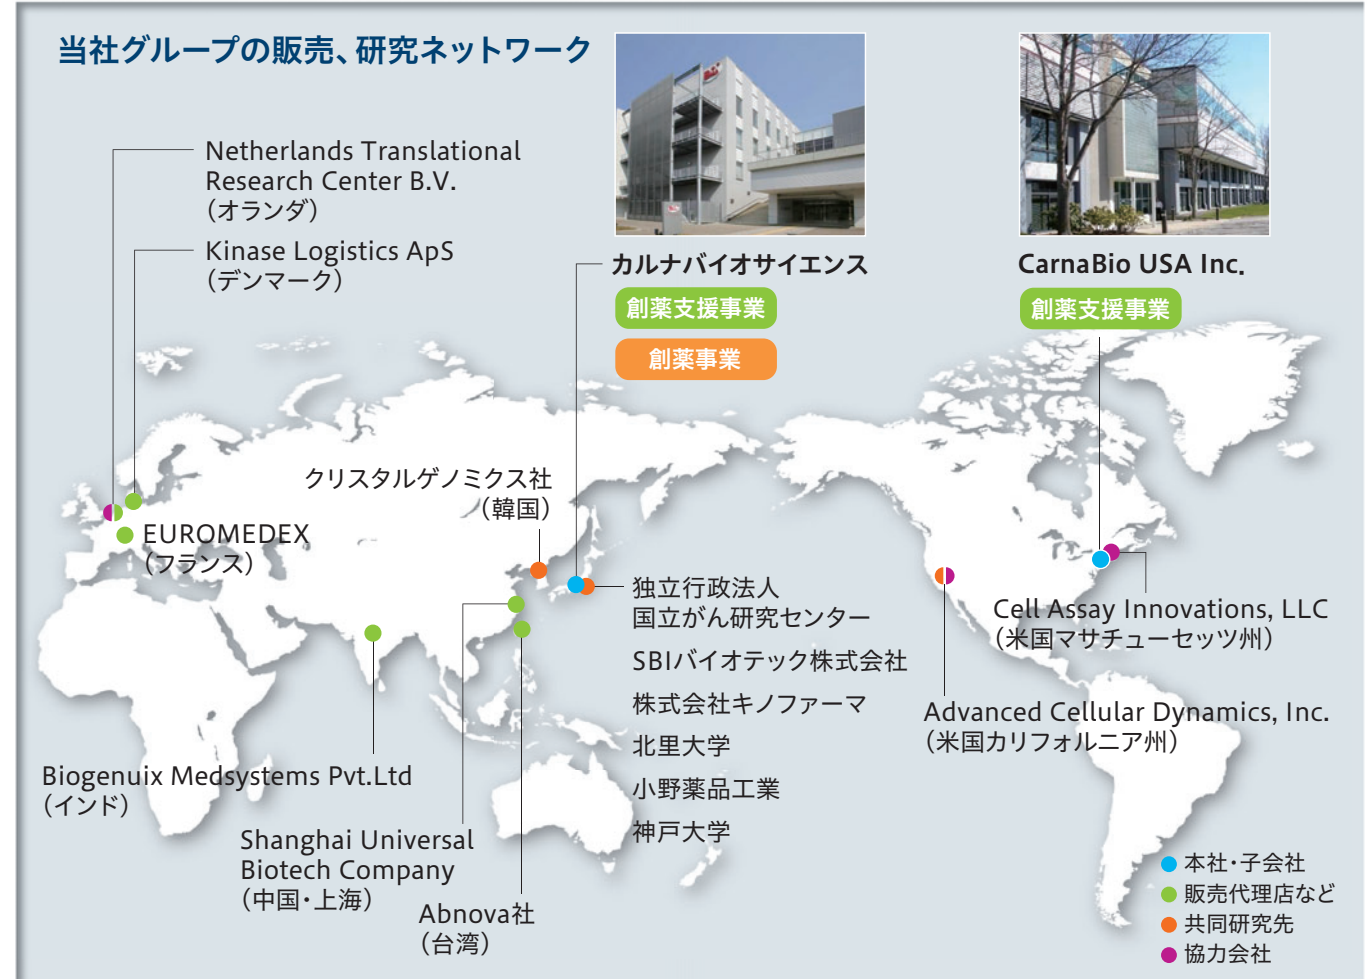 当社グループの販売、研究ネットワーク
Netherlands Translational
Research Center B.V.
（オランダ）
Kinase Logistics ApS
（デンマーク）
カルナバイオサイエンス
創薬支援事業
創薬事業
CarnaBio USA Inc.
創薬支援事業
クリスタルゲノミクス社
（韓国）
EUROMEDEX
（フランス）
独立行政法人
国立がん研究センター
SBIバイオテック株式会社
株式会社キノファーマ
北里大学
小野薬品工業
神戸大学
Cell Assay Innovations, LLC
（米国マサチューセッツ州）
Advanced Cellular Dynamics, Inc.
（米国カリフォルニア州）
Biogenuix Medsystems Pvt.Ltd
（インド）
Shanghai Universal
Biotech Company
（中国・上海）
Abnova社
（台湾）
本社・子会社
販売代理店など
共同研究先
協力会社